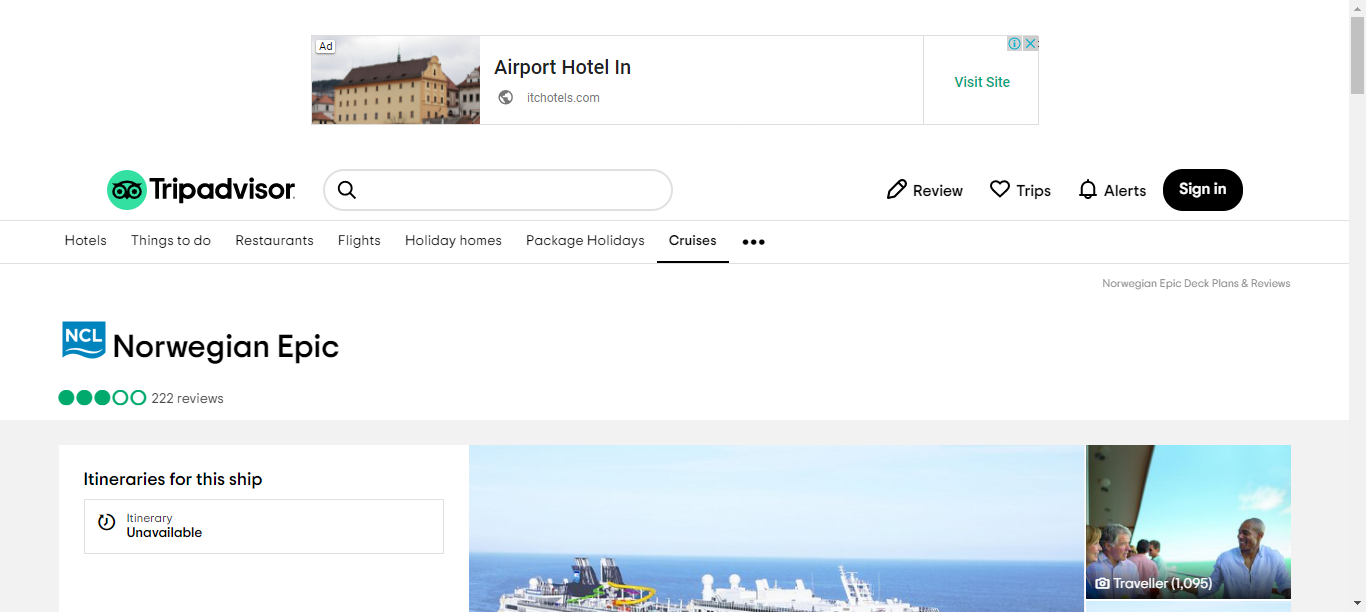 Ad
Airport Hotel In
itchotels.com
Visit Site
Tripadvisor
Review
Trips
Alerts
Sign in
Hotels
Things to do
Restaurants
Flights
Holiday homes
Package Holidays
Cruises
Norwegian Epic Deck Plans & Reviews
NCL
Norwegian Epic
222 reviews
Itineraries for this ship
Itinerary
Unavailable
Traveller (1,095)